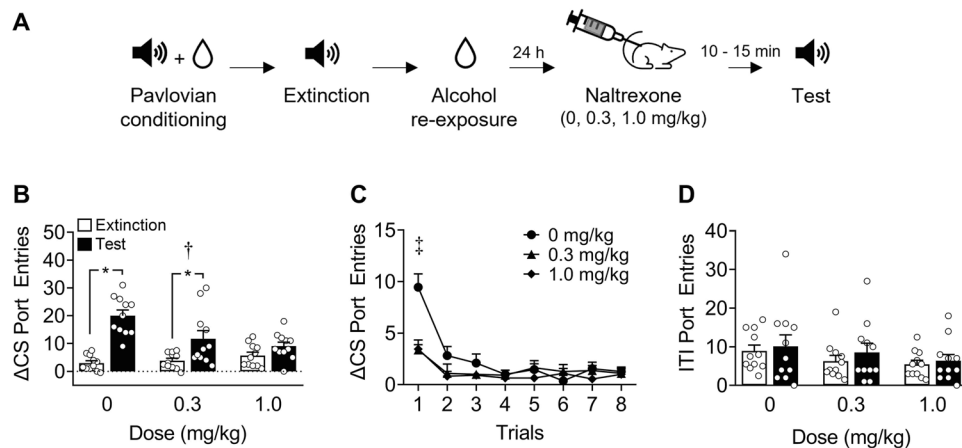 A
+
24 h
10 - 15 min
Pavlovian
conditioning
Extinction
Alcohol
re-exposure
Naltrexone
(0, 0.3, 1.0 mg/kg)
Test
B
Extinction
Test
ΔCS Port Entries
50
40
30
20
10
0
*
*
†
0
0.3
1.0
Dose (mg/kg)
C
ΔCS Port Entries
15
10
5
0
‡
0 mg/kg
0.3 mg/kg
1.0 mg/kg
1 2 3 4 5 6 7 8
Trials
D
ITI Port Entries
40
30
20
10
0
0
0.3
1.0
Dose (mg/kg)